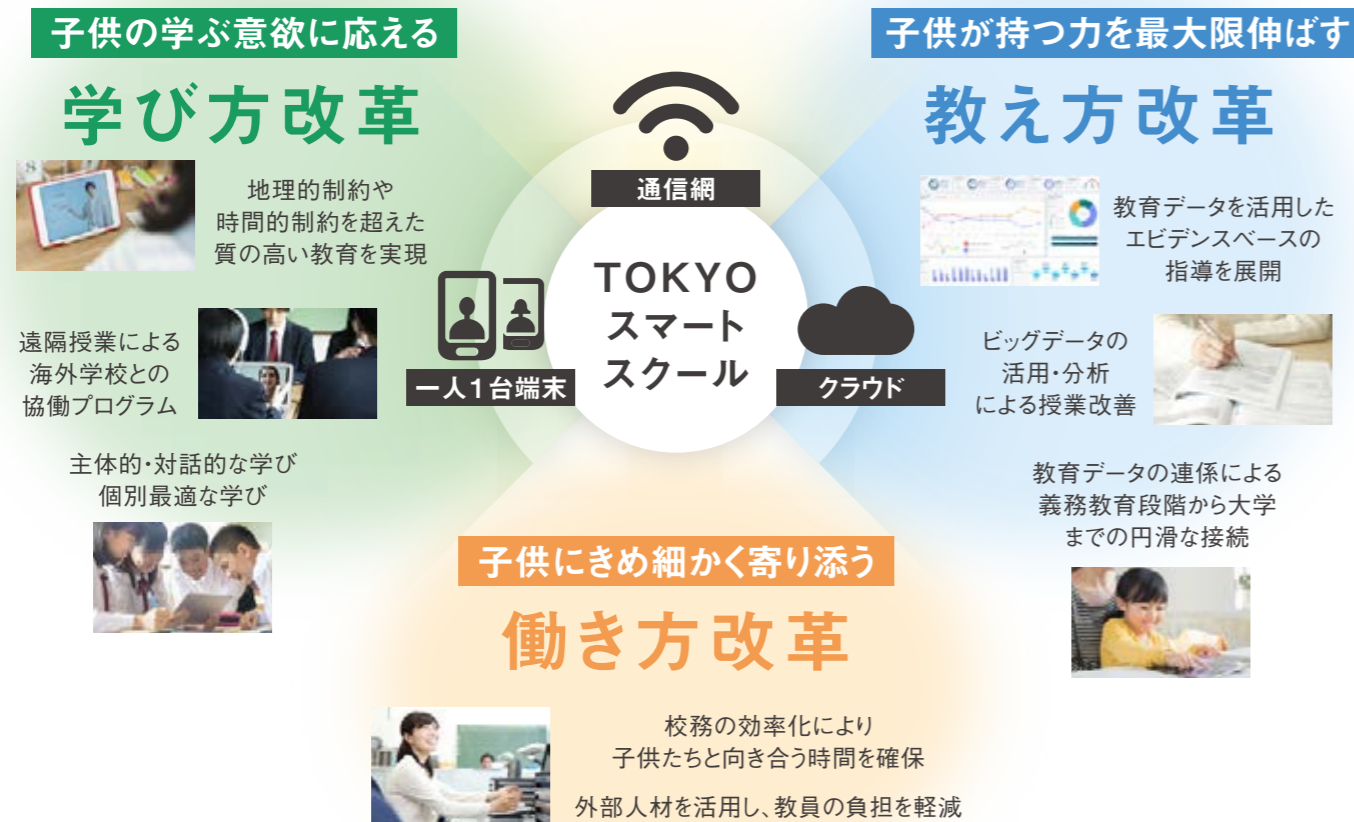 子供の学ぶ意欲に応える
学び方改革
地理的制約や
時間的制約を超えた
質の高い教育を実現
遠隔授業による
海外学校との
協働プログラム
主体的・対話的な学び
個別最適な学び
通信網
TOKYO
スマート
スクール
一人1台端末
クラウド
子供が持つ力を最大限伸ばす
教え方改革
教育データを活用した
エビデンスベースの
指導を展開
ビッグデータの
活用・分析
による授業改善
教育データの連係による
義務教育段階から大学
までの円滑な接続
子供にきめ細かく寄り添う
働き方改革
校務の効率化により
子供たちと向き合う時間を確保
外部人材を活用し、教員の負担を軽減